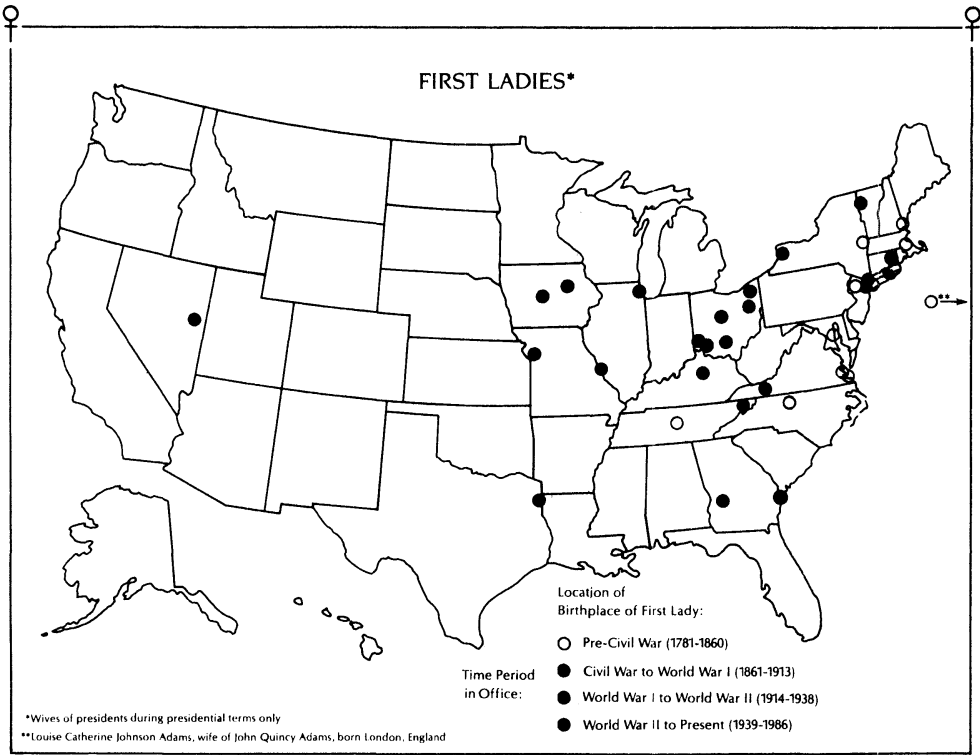 FIRST LADIES*
**
Location of
Birthplace of First Lady:
Pre-Civil War (1781-1860)
Time Period
in Office:
Civil War to World War I (1861-1913)
World War I to World War II (1914-1938)
World War II to Present (1939-1986)
*Wives of presidents during presidential terms only
**Louise Catherine Johnson Adams, wife of John Quincy Adams, born London, England